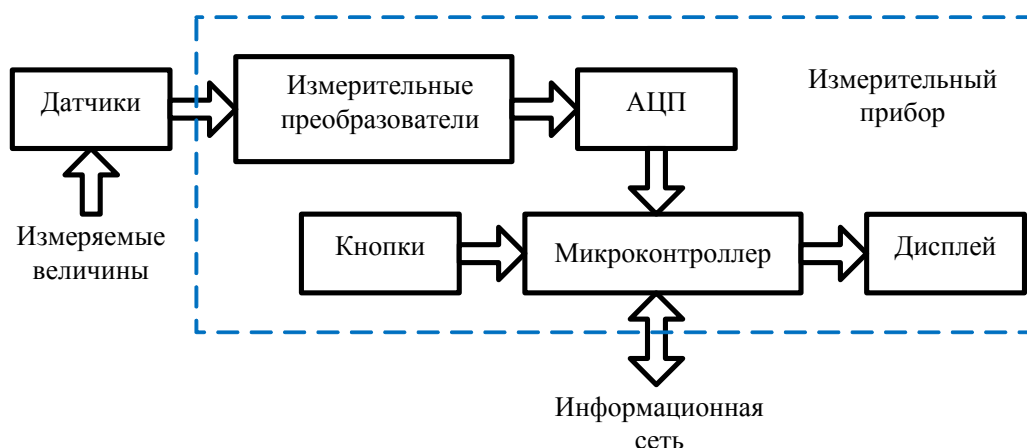 Датчики
Измерительные
преобразователи
АЦП
Измерительный
прибор
Измеряемые
величины
Кнопки
Микроконтроллер
Дисплей
Информационная
сеть